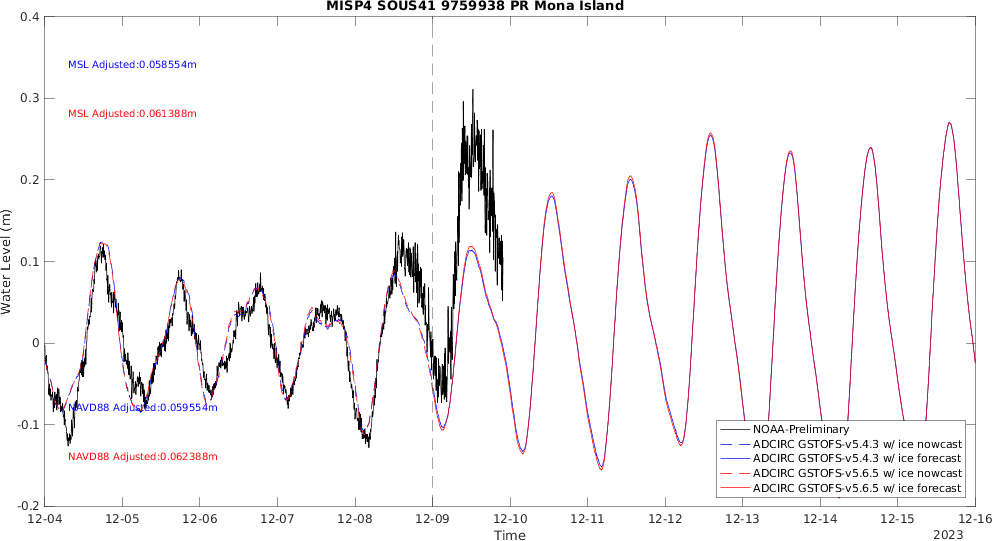 MISP4 SOUS41 9759938 PR Mona Island
0.4
MSL Adjusted:0.058554m
0.3
MSL Adjusted:0.061388m
0.2
0.1
Water Level (m)
0
NAVD88 Adjusted:0.059554m
-0.1
NAVD88 Adjusted:0.062388m
-0.2
NOAA-Preliminary
ADCIRC GSTOFS-v5.4.3 w/ ice nowcast
ADCIRC GSTOFS-v5.4.3 w/ ice forecast
ADCIRC GSTOFS-v5.6.5 w/ ice nowcast
ADCIRC GSTOFS-v5.6.5 w/ ice forecast
12-04 12-05 12-06 12-07 12-08 12-09 12-10 12-11 12-12 12-13 12-14 12-15 12-16
Time
2023